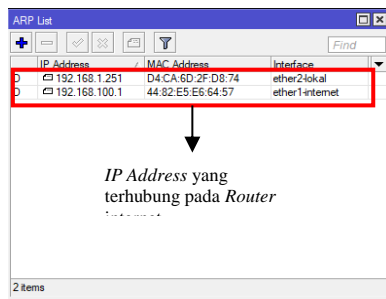 ARP List
Find
IP Address / MAC Address Interface
D 192.168.1.251 D4:CA:6D:2F:D8:74 ether2-lokal
D 192.168.100.1 44:82:E5:E6:64:57 ether1-internet
IP Address yang
terhubung pada Router
2 items